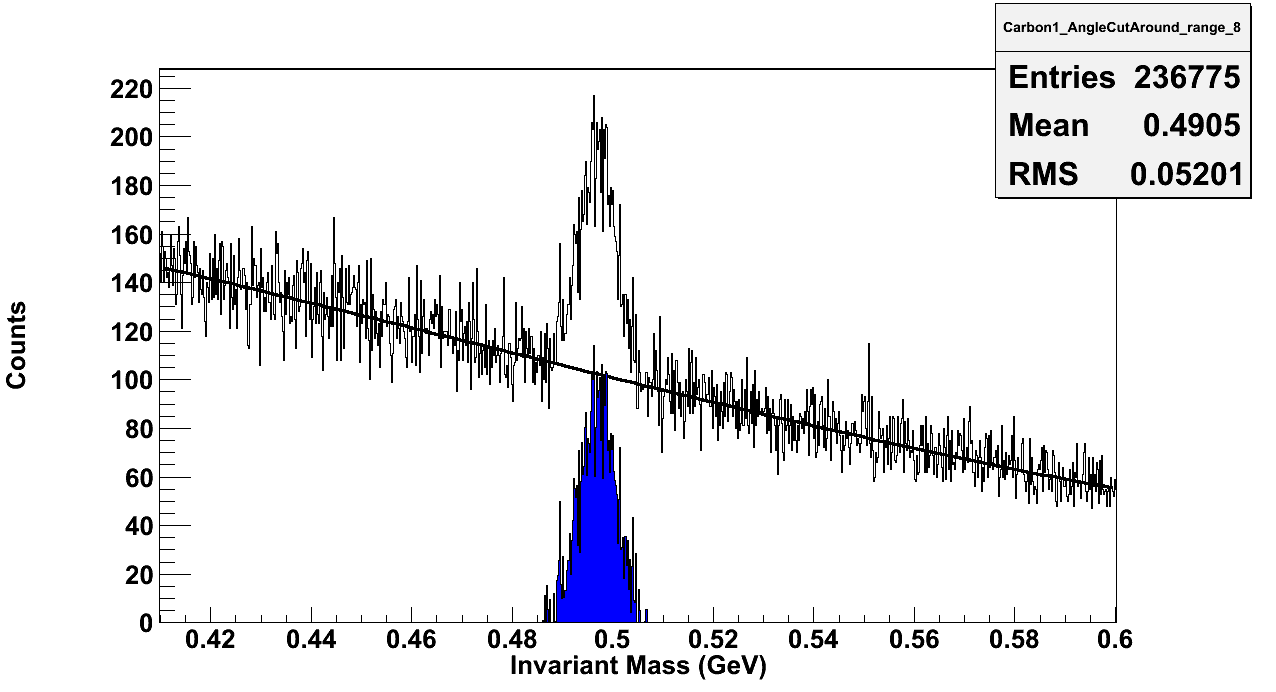 Carbon1_AngleCutAround_range_8
Entries 236775
Mean 0.4905
RMS 0.05201
220
200
180
160
140
120
100
80
60
40
20
0
Counts
0.42 0.44 0.46 0.48 0.5 0.52 0.54 0.56 0.58 0.6
Invariant Mass (GeV)